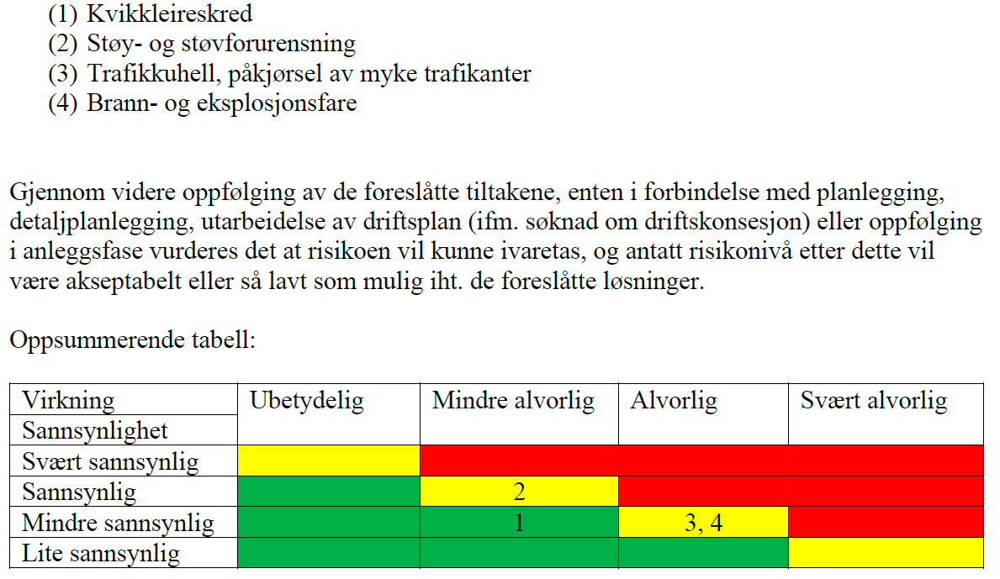 (1) Kvikkleireskred
(2) Støy- og støvforurensning
(3) Trafikkuhell, påkjørsel av myke trafikanter
(4) Brann- og eksplosjonsfare
Gjennom videre oppfølging av de foreslåtte tiltakene, enten i forbindelse med planlegging,
detaljplanlegging, utarbeidelse av driftsplan (ifm. søknad om driftskonsesjon) eller oppfølging
i anleggsfase vurderes det at risikoen vil kunne ivaretas, og antatt risikonivå etter dette vil
være akseptabelt eller så lavt som mulig iht. de foreslåtte løsninger.
Oppsummerende tabell:
Virkning Ubetydelig Mindre alvorlig Alvorlig Svært alvorlig
Sannsynlighet
Svært sannsynlig
Sannsynlig 2
Mindre sannsynlig 1 3, 4
Lite sannsynlig